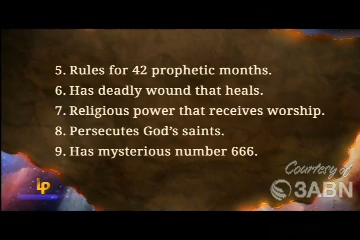 5. Rules for 42 prophetic months.
6. Has deadly wound that heals.
7. Religious power that receives worship.
8. Persecutes God's saints.
9. Has mysterious number 666.
Courtesy of
3ABN
LP